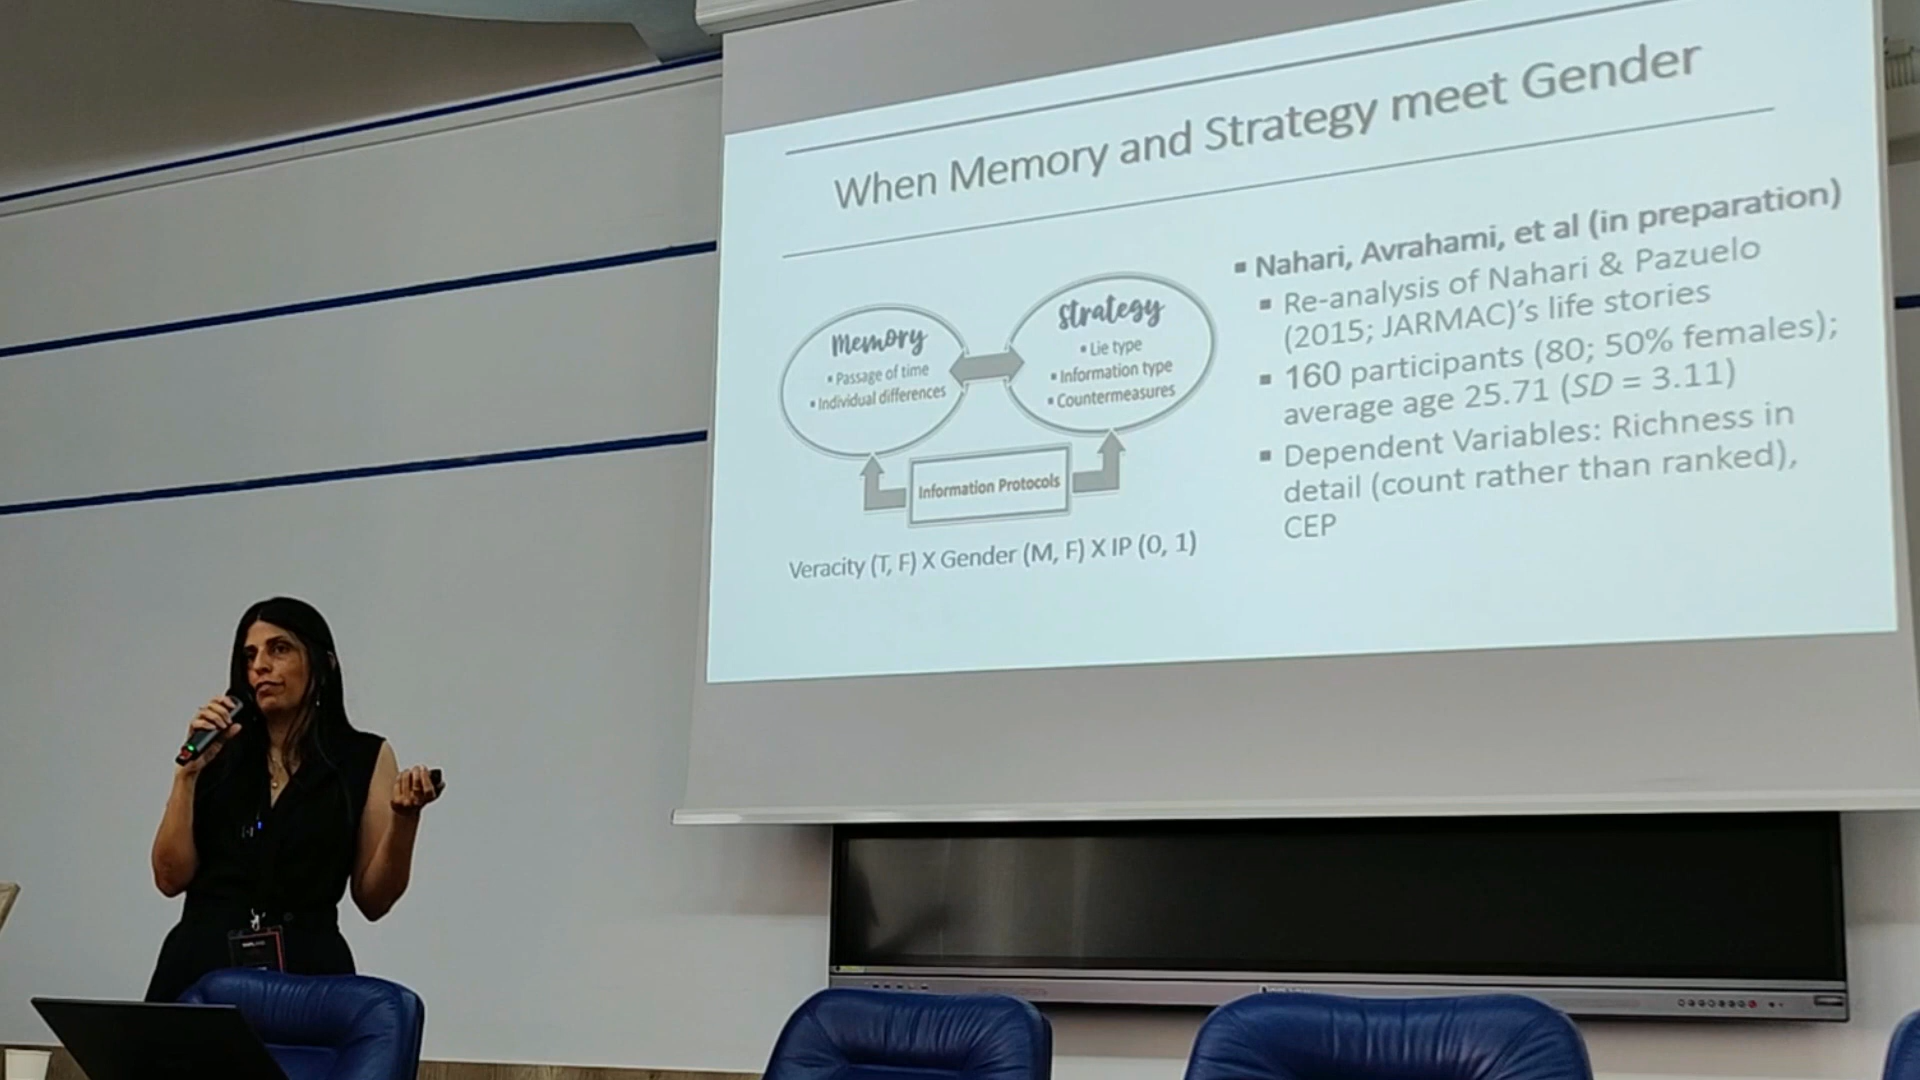 When Memory and Strategy meet Gender
Memory
▪ Passage of time
▪ Individual differences
Strategy
▪ Lie type
▪ Information type
▪ Countermeasures
Information Protocols
Veracity (T, F) X Gender (M, F) X IP (0, 1)
▪ Nahari, Avrahami, et al (in preparation)
▪ Re-analysis of Nahari & Pazuelo
(2015; JARMAC)’s life stories
▪ 160 participants (80; 50% females);
average age 25.71 (SD = 3.11)
▪ Dependent Variables: Richness in
detail (count rather than ranked),
CEP